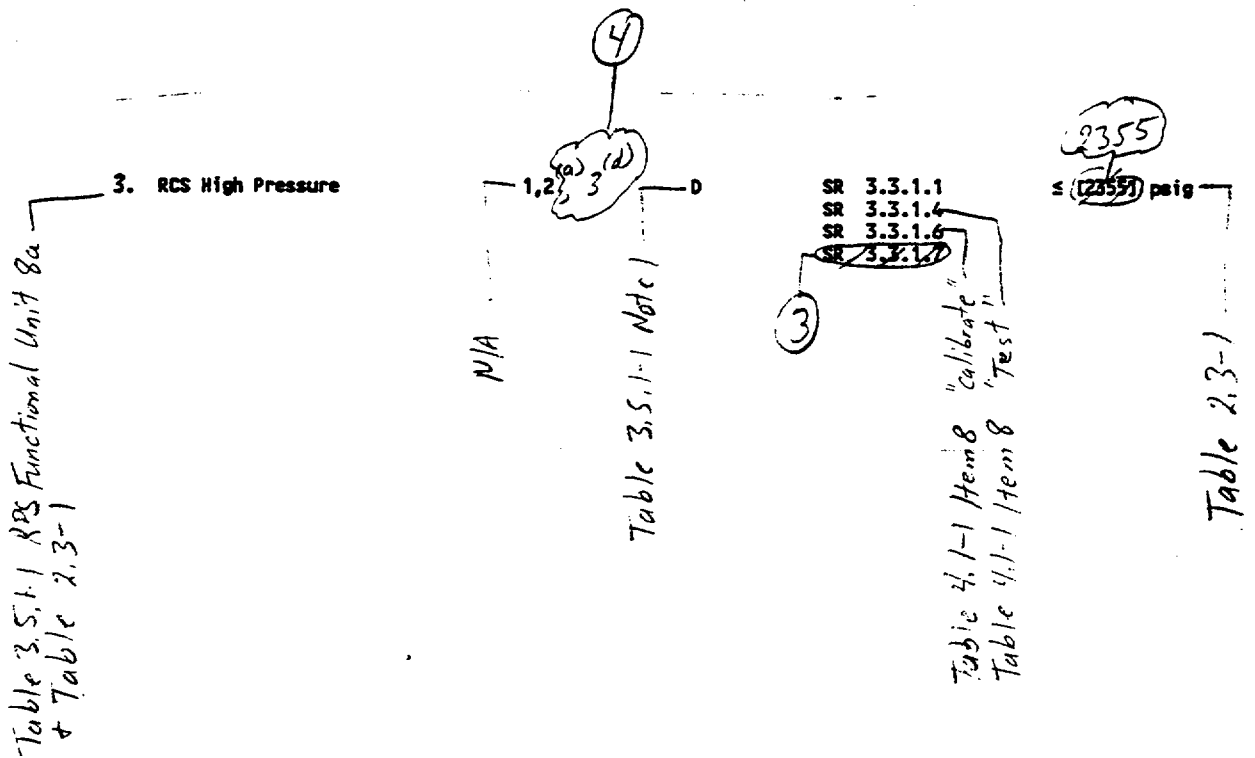 4
2355
3. RCS High Pressure 1,2, (a) 3 (d) D SR 3.3.1.1 ≤ [2355] psig
SR 3.3.1.4
SR 3.3.1.6
SR 3.3.1.7
3
Table 3.5.1-1 RPS Functional Unit 8a
+ Table 2.3-1
N/A
Table 3.5.1-1 Note 1
Table 4.1-1 Item 8 "calibrate"
Table 4.1-1 Item 8 "Test"
Table 2.3-1